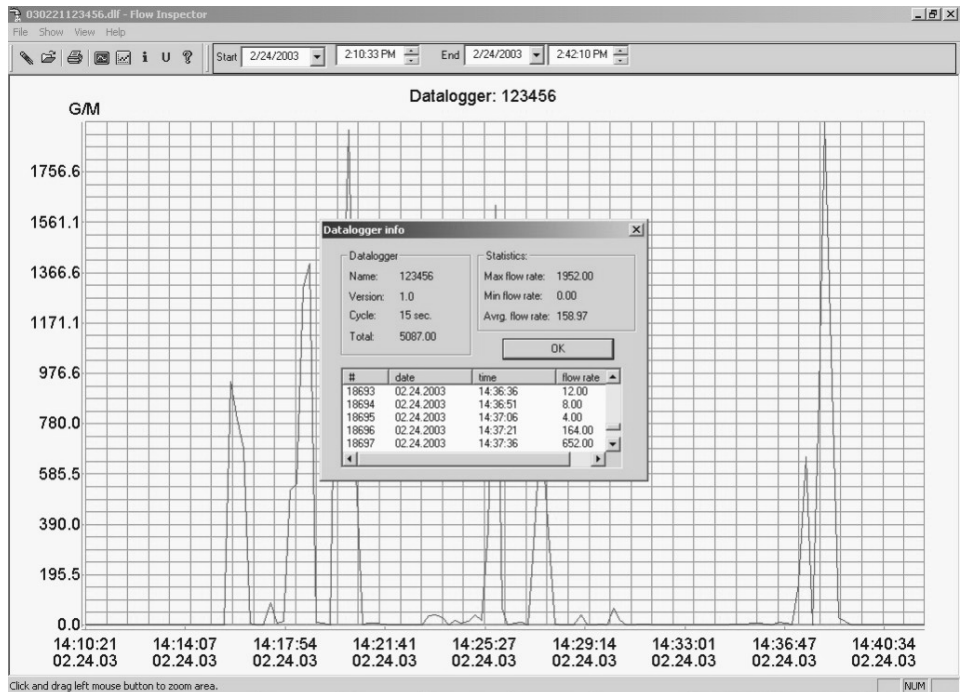 030221123456.dlf - Flow Inspector
File Show View Help
i U ? Start 2/24/2003 2:10:33 PM End 2/24/2003 2:42:10 PM
Datalogger: 123456
G/M
1756.6
1561.1
1366.6
1171.1
976.6
780.0
585.5
390.0
195.5
0.0
Datalogger info
Datalogger
Name: 123456
Version: 1.0
Cycle: 15 sec.
Total: 5087.00
Statistics:
Max flow rate: 1952.00
Min flow rate: 0.00
Avrg. flow rate: 158.97
OK
# date time flow rate
18693 02.24.2003 14:36:36 12.00
18694 02.24.2003 14:36:51 8.00
18695 02.24.2003 14:37:06 4.00
18696 02.24.2003 14:37:21 164.00
18697 02.24.2003 14:37:36 652.00
14:10:21 14:14:07 14:17:54 14:21:41 14:25:27 14:29:14 14:33:01 14:36:47 14:40:34
02.24.03 02.24.03 02.24.03 02.24.03 02.24.03 02.24.03 02.24.03 02.24.03 02.24.03
Click and drag left mouse button to zoom area.
NUM